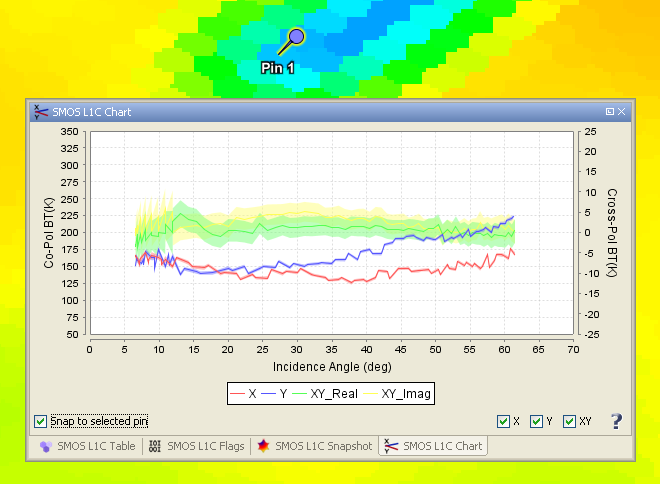 Pin 1
SMOS L1C Chart
350 25
325 20
300 15
275
250 10
225 5
200 0
175 -5
150 -10
125
100 -15
75 -20
50 -25
Co-Pol BT(K)
Cross-Pol BT(K)
0 5 10 15 20 25 30 35 40 45 50 55 60 65 70
Incidence Angle (deg)
X Y XY_Real XY_Imag
Snap to selected pin X Y XY ?
SMOS L1C Table SMOS L1C Flags SMOS L1C Snapshot SMOS L1C Chart